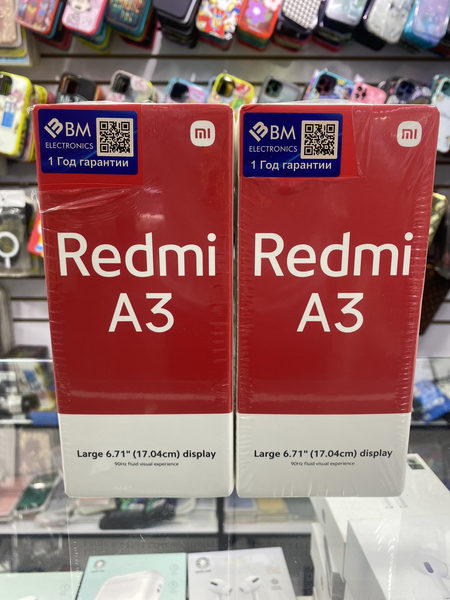 BM
ELECTRONICS
1 Год гарантии
mi
Redmi
A3
Large 6.71" (17.04cm) display
90Hz fluid visual experience
BM
ELECTRONICS
1 Год гарантии
mi
Redmi
A3
Large 6.71" (17.04cm) display
90Hz fluid visual experience